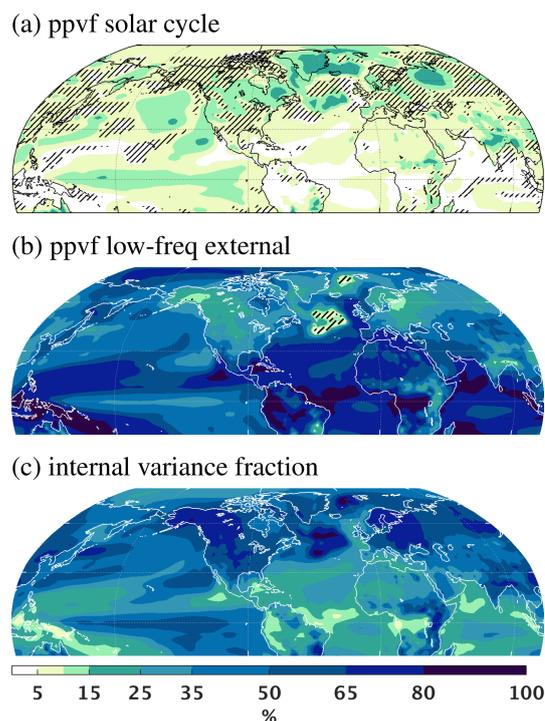 (a) ppvf solar cycle
(b) ppvf low-freq external
(c) internal variance fraction
5 15 25 35 50 65 80 100
%